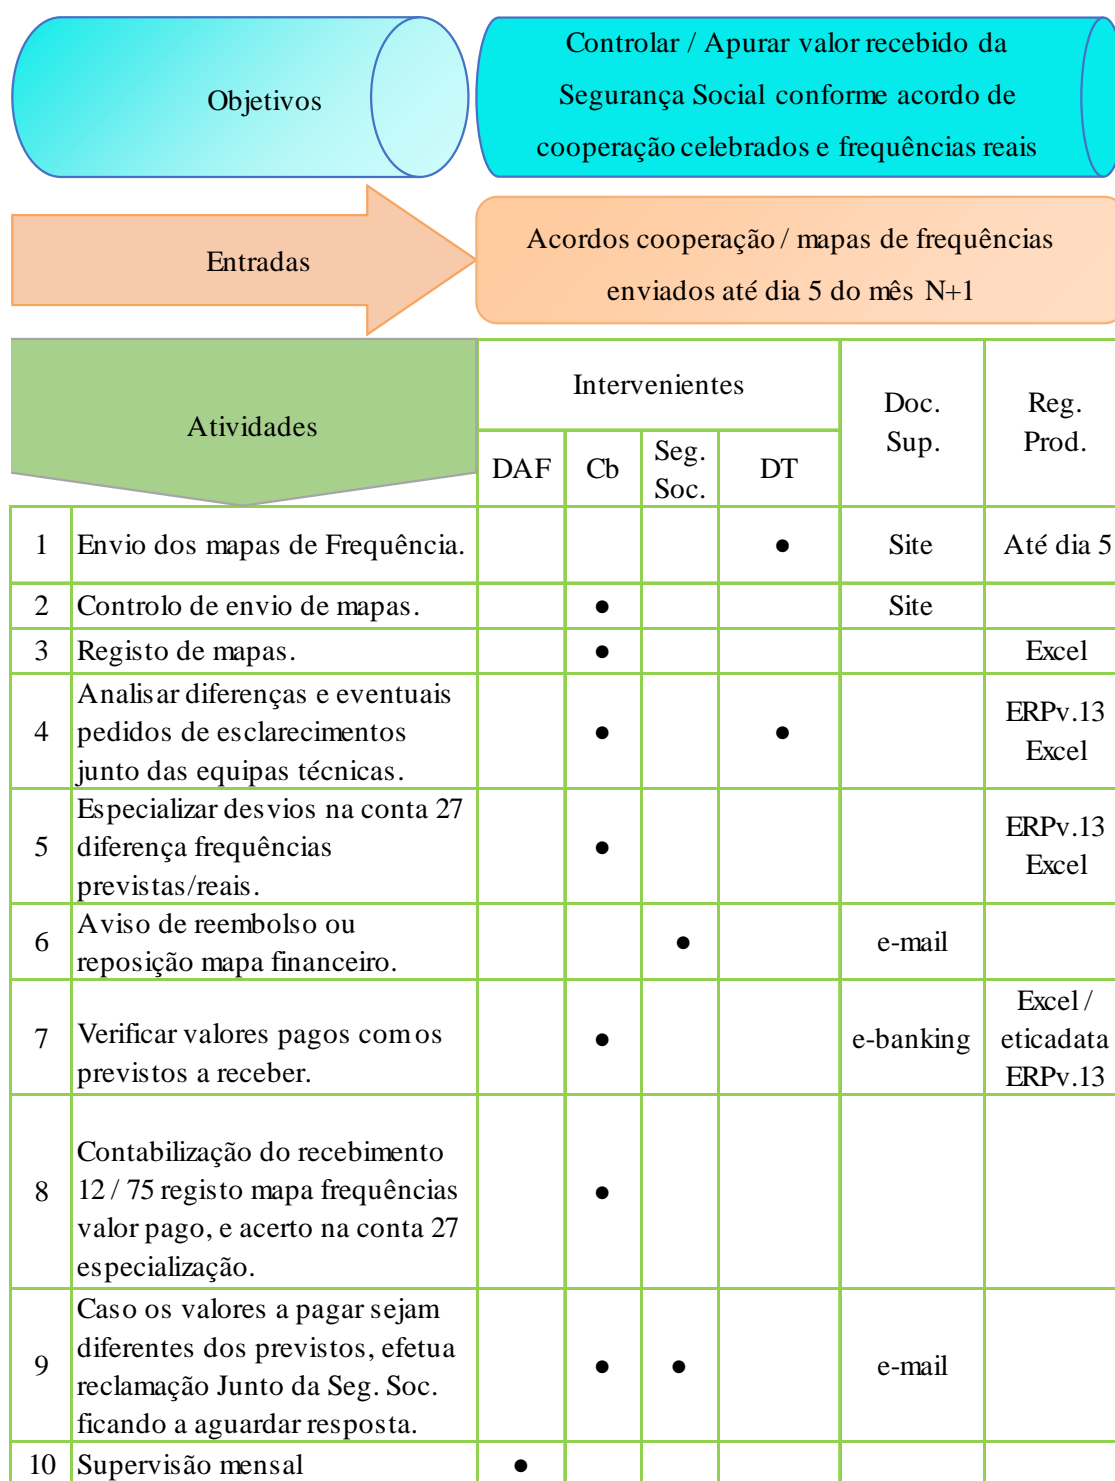 Objetivos
Controlar / Apurar valor recebido da
Segurança Social conforme acordo de
cooperação celebrados e frequências reais
Entradas
Acordos cooperação / mapas de frequências
enviados até dia 5 do mês N+1
Atividades
Intervenientes
Doc.
Sup.
Reg.
Prod.
DAF
Cb
Seg.
Soc.
DT
1
Envio dos mapas de Frequência.
●
Site
Até dia 5
2
Controlo de envio de mapas.
●
Site
3
Registo de mapas.
●
Excel
4
Analisar diferenças e eventuais
pedidos de esclarecimentos
junto das equipas técnicas.
●
●
ERPv.13
Excel
5
Especializar desvios na conta 27
diferença frequências
previstas/reais.
●
ERPv.13
Excel
6
Aviso de reembolso ou
reposição mapa financeiro.
●
e-mail
7
Verificar valores pagos com os
previstos a receber.
●
e-banking
Excel /
eticadata
ERPv.13
8
Contabilização do recebimento
12 / 75 registo mapa frequências
valor pago, e acerto na conta 27
especialização.
●
9
Caso os valores a pagar sejam
diferentes dos previstos, efetua
reclamação Junto da Seg. Soc.
ficando a aguardar resposta.
●
●
e-mail
10
Supervisão mensal
●